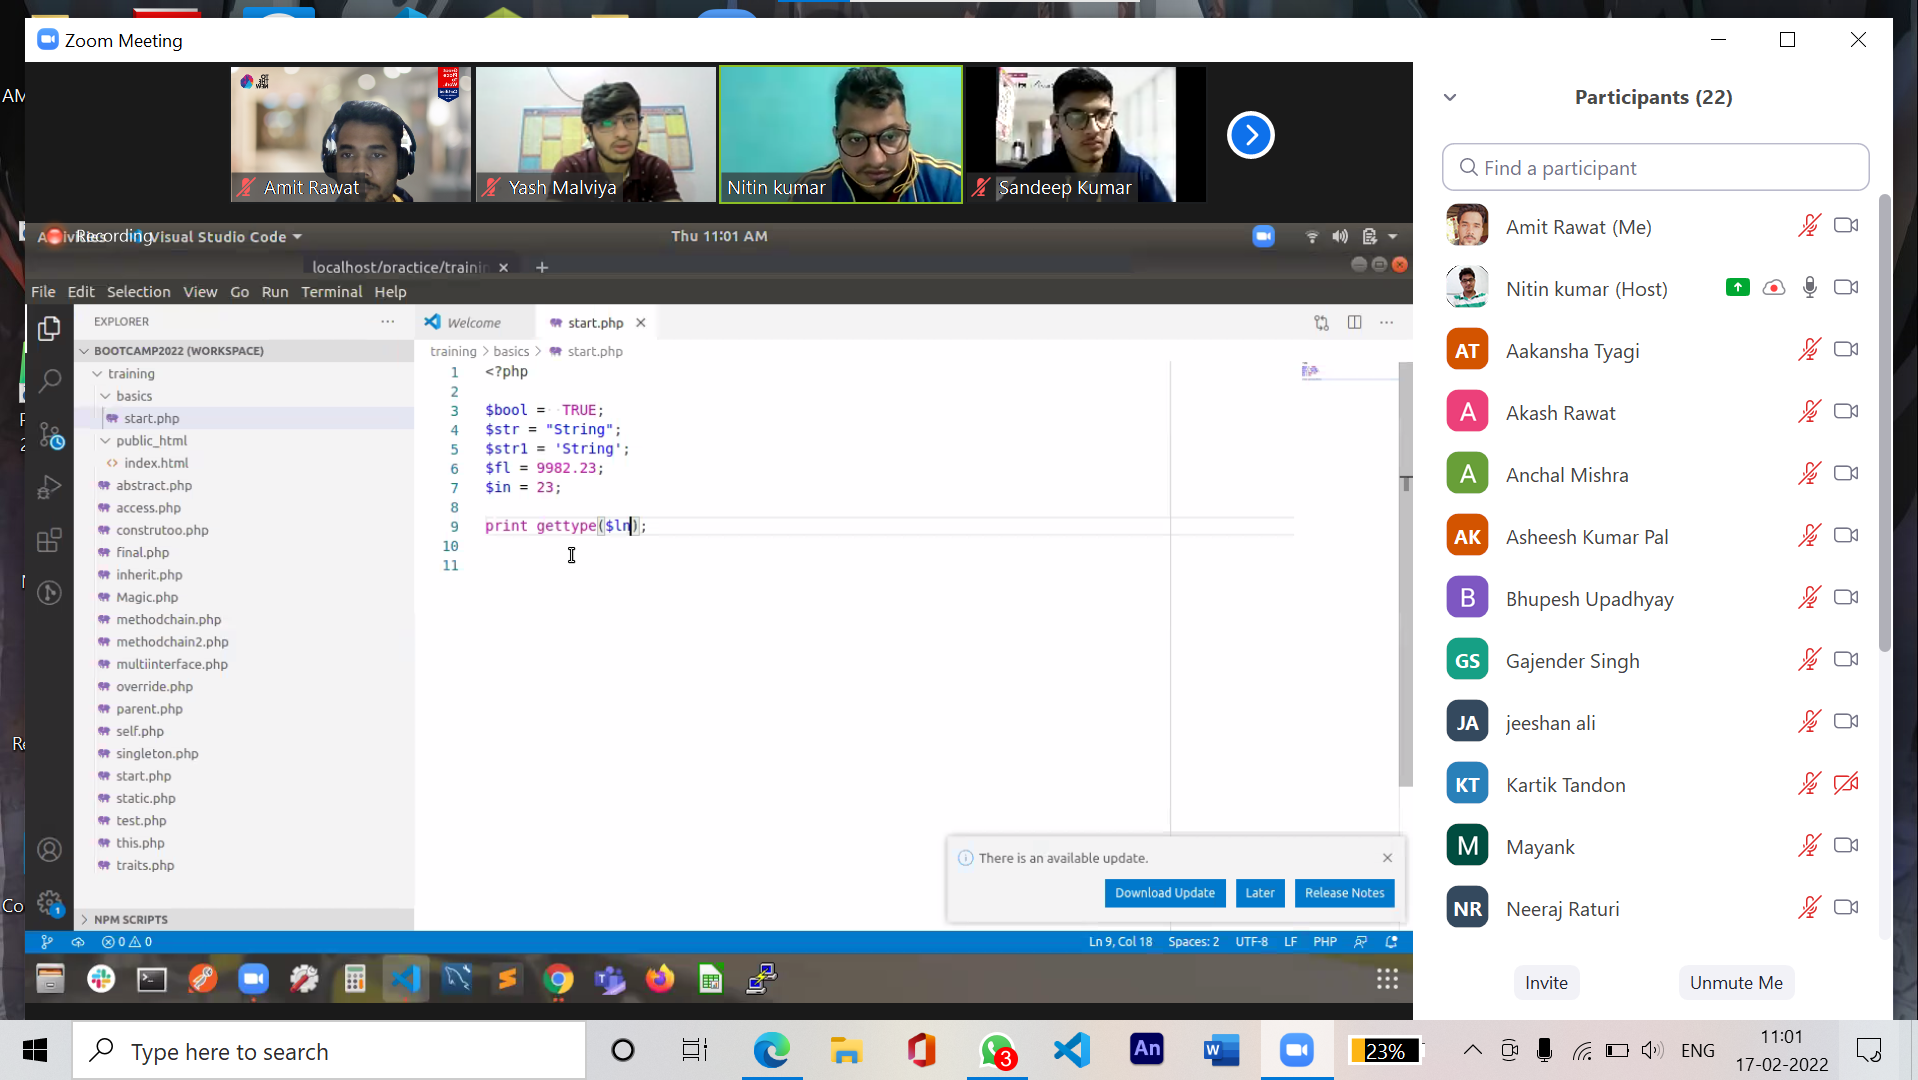 Zoom Meeting
Amit Rawat
Yash Malviya
Nitin kumar
Sandeep Kumar
Recording
Visual Studio Code
Thu 11:01 AM
localhost/practice/trainin
File Edit Selection View Go Run Terminal Help
EXPLORER
BOOTCAMP2022 (WORKSPACE)
training
basics
start.php
public_html
index.html
abstract.php
access.php
construtoo.php
final.php
inherit.php
Magic.php
methodchain.php
methodchain2.php
multiinterface.php
override.php
parent.php
self.php
singleton.php
start.php
static.php
test.php
this.php
traits.php
NPM SCRIPTS
Welcome
start.php
training > basics > start.php
1 <?php
2
3 $bool = TRUE;
4 $str = "String";
5 $str1 = 'String';
6 $fl = 9982.23;
7 $in = 23;
8
9 print gettype($ln);
10
11
There is an available update.
Download Update
Later
Release Notes
0 0
Ln 9, Col 18 Spaces: 2 UTF-8 LF PHP
Participants (22)
Find a participant
Amit Rawat (Me)
Nitin kumar (Host)
AT Aakansha Tyagi
A Akash Rawat
A Anchal Mishra
AK Asheesh Kumar Pal
B Bhupesh Upadhyay
GS Gajender Singh
JA jeeshan ali
KT Kartik Tandon
M Mayank
NR Neeraj Raturi
Invite
Unmute Me
Type here to search
3
An
W
23%
ENG
11:01
17-02-2022